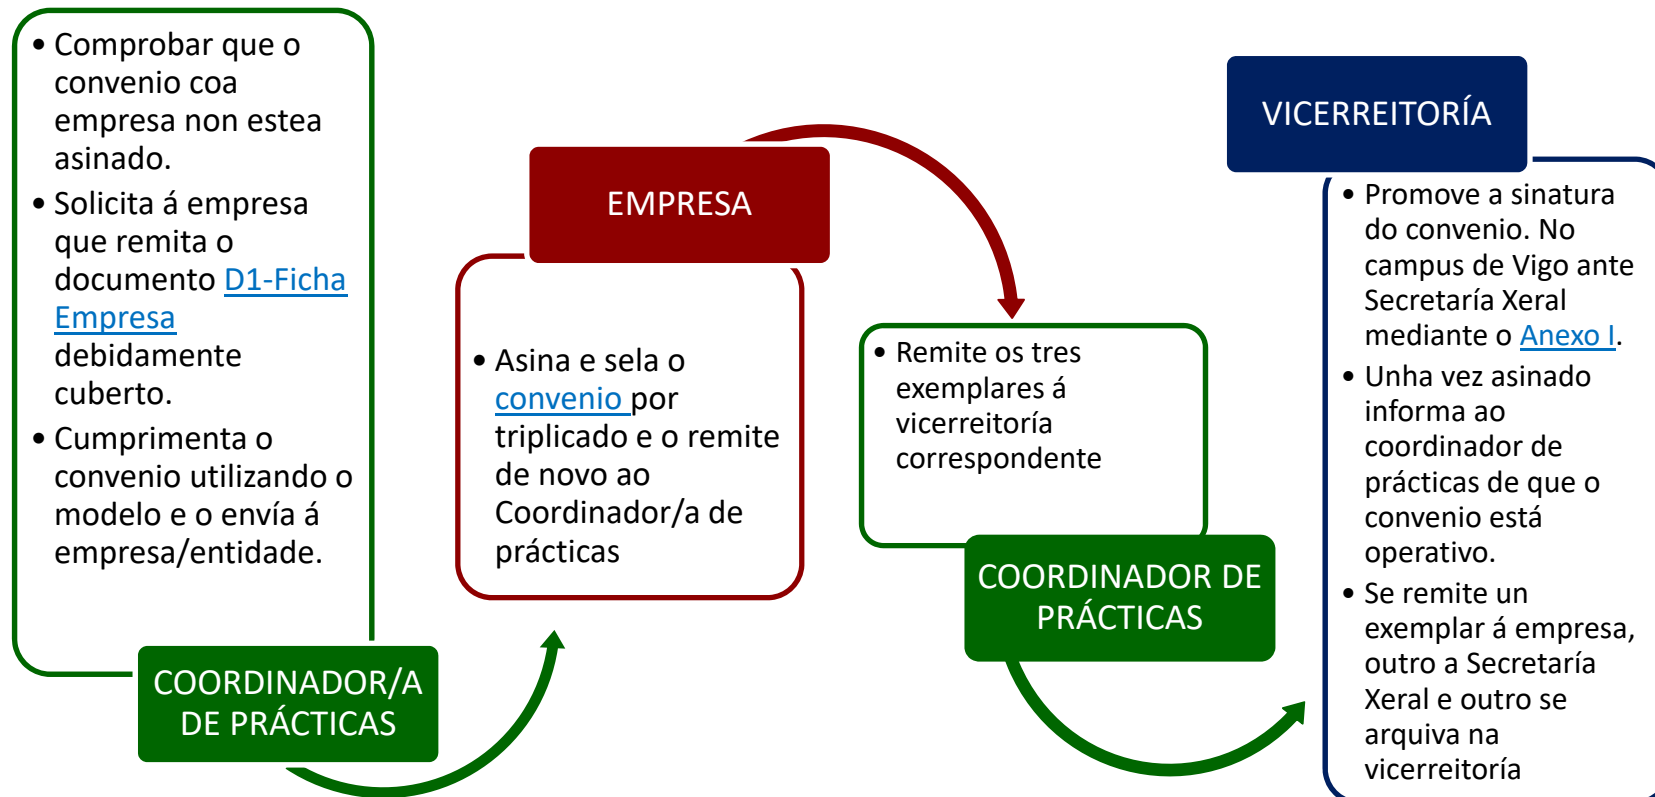 • Comprobar que o
convenio coa
empresa non estea
asinado.
• Solicita á empresa
que remita o
documento D1-Ficha
Empresa
debidamente
cuberto.
• Cumprimenta o
convenio utilizando o
modelo e o envía á
empresa/entidade.
COORDINADOR/A
DE PRÁCTICAS
EMPRESA
• Asina e sela o
convenio por
triplicado e o remite
de novo ao
Coordinador/a de
prácticas
• Remite os tres
exemplares á
vicerreitoría
correspondente
COORDINADOR DE
PRÁCTICAS
VICERREITORÍA
• Promove a sinatura
do convenio. No
campus de Vigo ante
Secretaría Xeral
mediante o Anexo I.
• Unha vez asinado
informa ao
coordinador de
prácticas de que o
convenio está
operativo.
• Se remite un
exemplar á empresa,
outro a Secretaría
Xeral e outro se
arquiva na
vicerreitoría